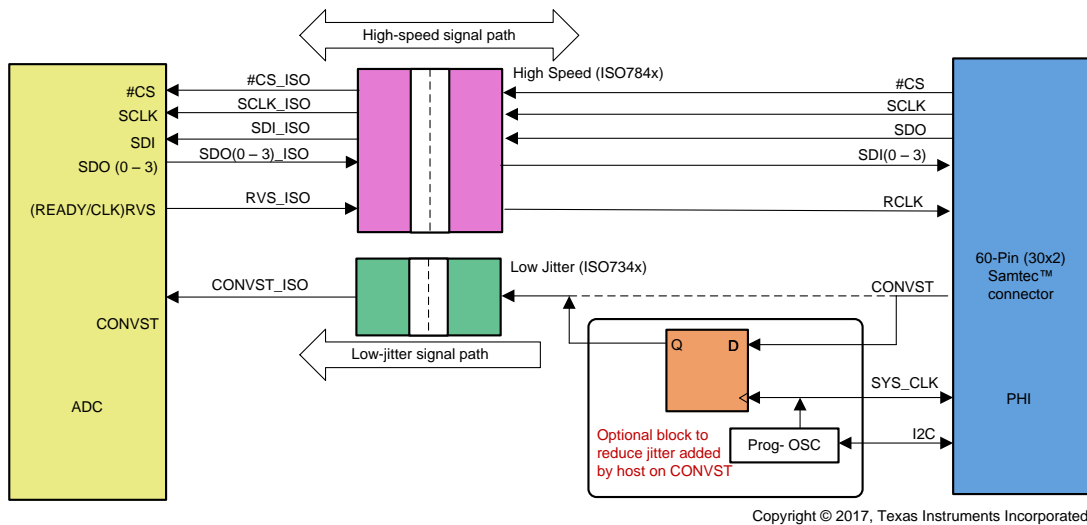 High-speed signal path
High Speed (ISO784x)
#CS
SCLK
SDI
SDO (0 – 3)
(READY/CLK)RVS
CONVST
ADC
#CS_ISO
SCLK_ISO
SDI_ISO
SDO(0 – 3)_ISO
RVS_ISO
CONVST_ISO
Low Jitter (ISO734x)
Low-jitter signal path
#CS
SCLK
SDO
SDI(0 – 3)
RCLK
CONVST
60-Pin (30x2)
Samtec™
connector
PHI
Q
D
SYS_CLK
I2C
Prog- OSC
Optional block to
reduce jitter added
by host on CONVST
Copyright © 2017, Texas Instruments Incorporated